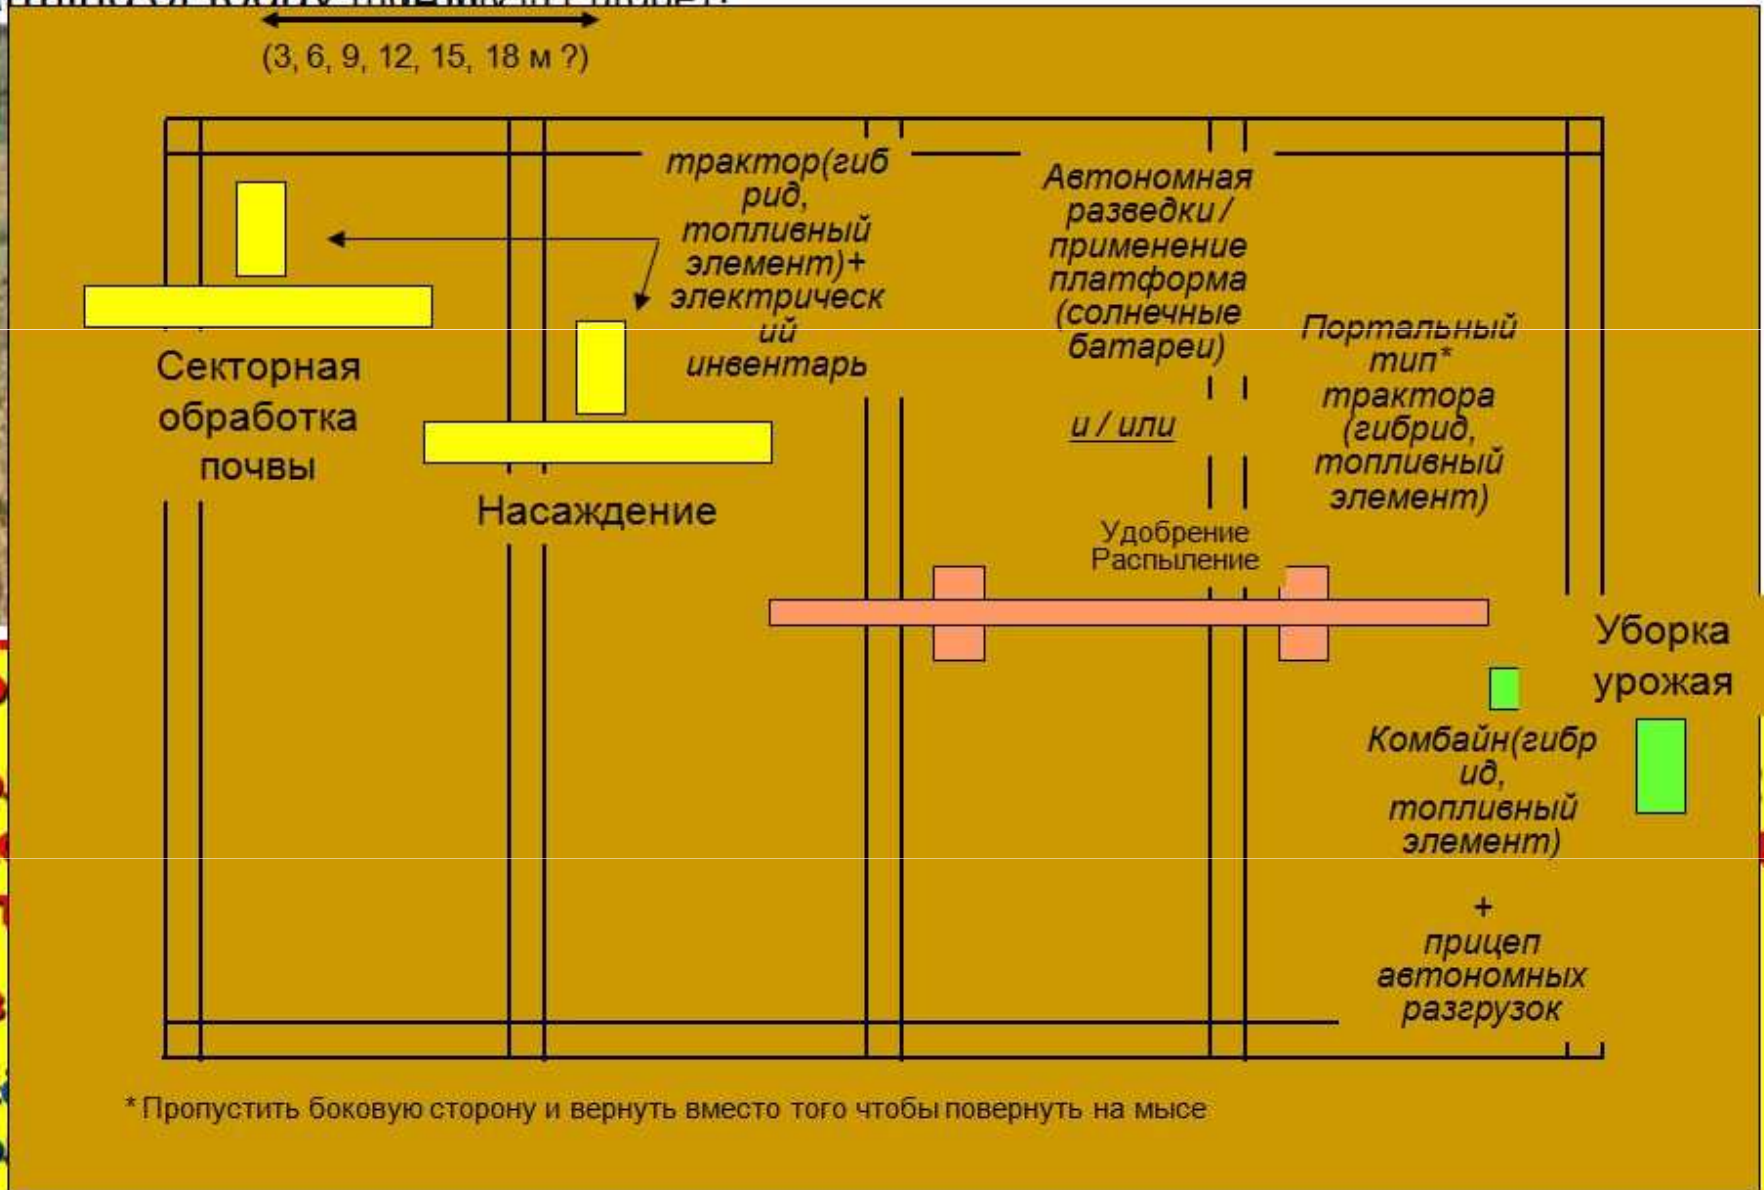 (3, 6, 9, 12, 15, 18 м ?)
трактор(гиб
рид,
топливный
элемент)+
электрическ
ий
инвентарь
Автономная
разведки /
применение
платформа
(солнечные
батареи)
и / или
Портальный
тип*
трактора
(гибрид,
топливный
элемент)
Секторная
обработка
почвы
Насаждение
Удобрение
Распыление
Уборка
урожая
Комбайн(гибр
ид,
топливный
элемент)
+
прицеп
автономных
разгрузок
* Пропустить боковую сторону и вернуть вместо того чтобы повернуть на мысе